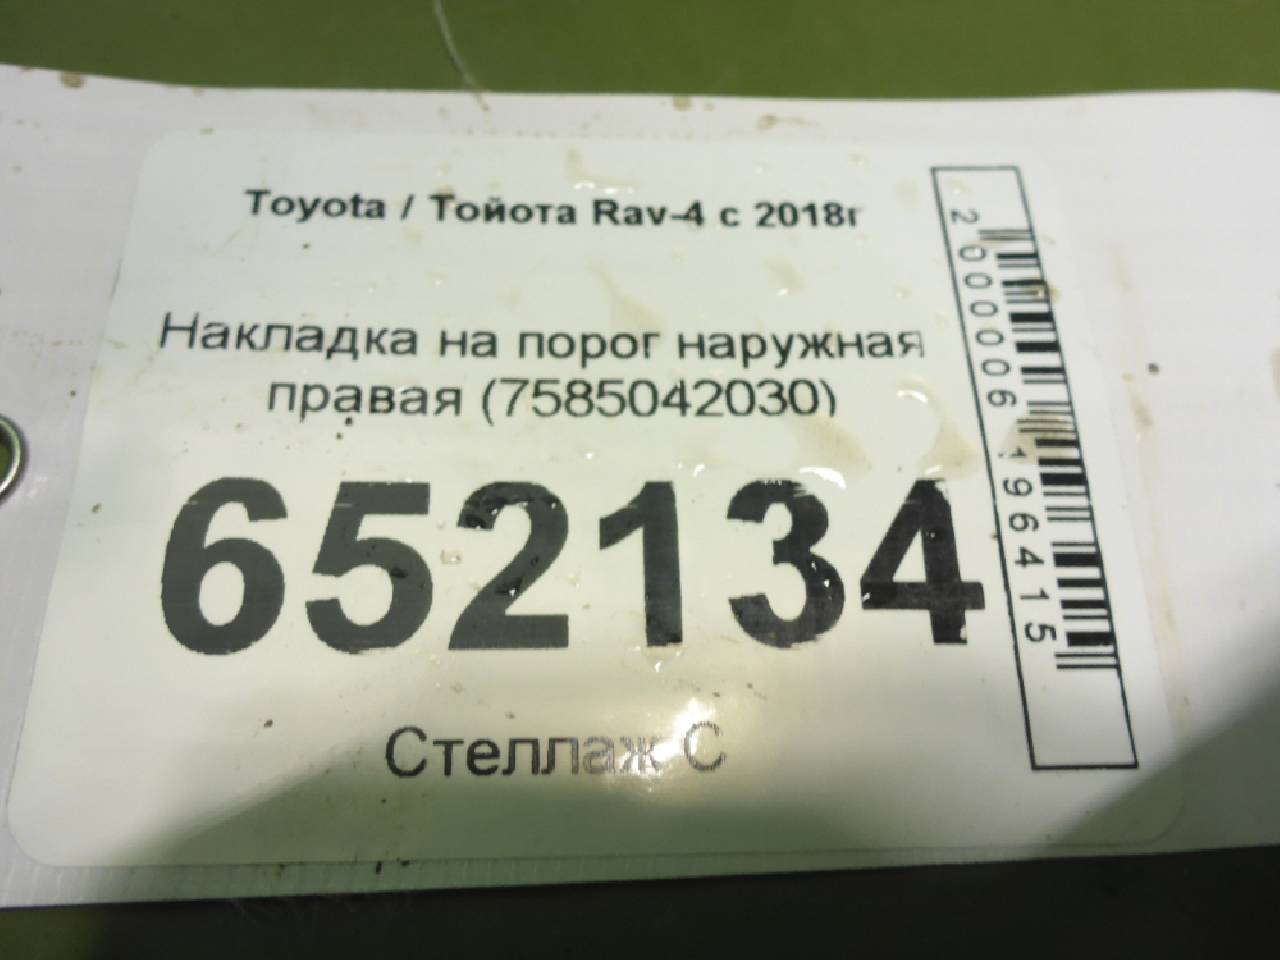 Toyota / Тойота Rav-4 с 2018г
Накладка на порог наружная
правая (7585042030)
652134
Стеллаж С
2000006196415